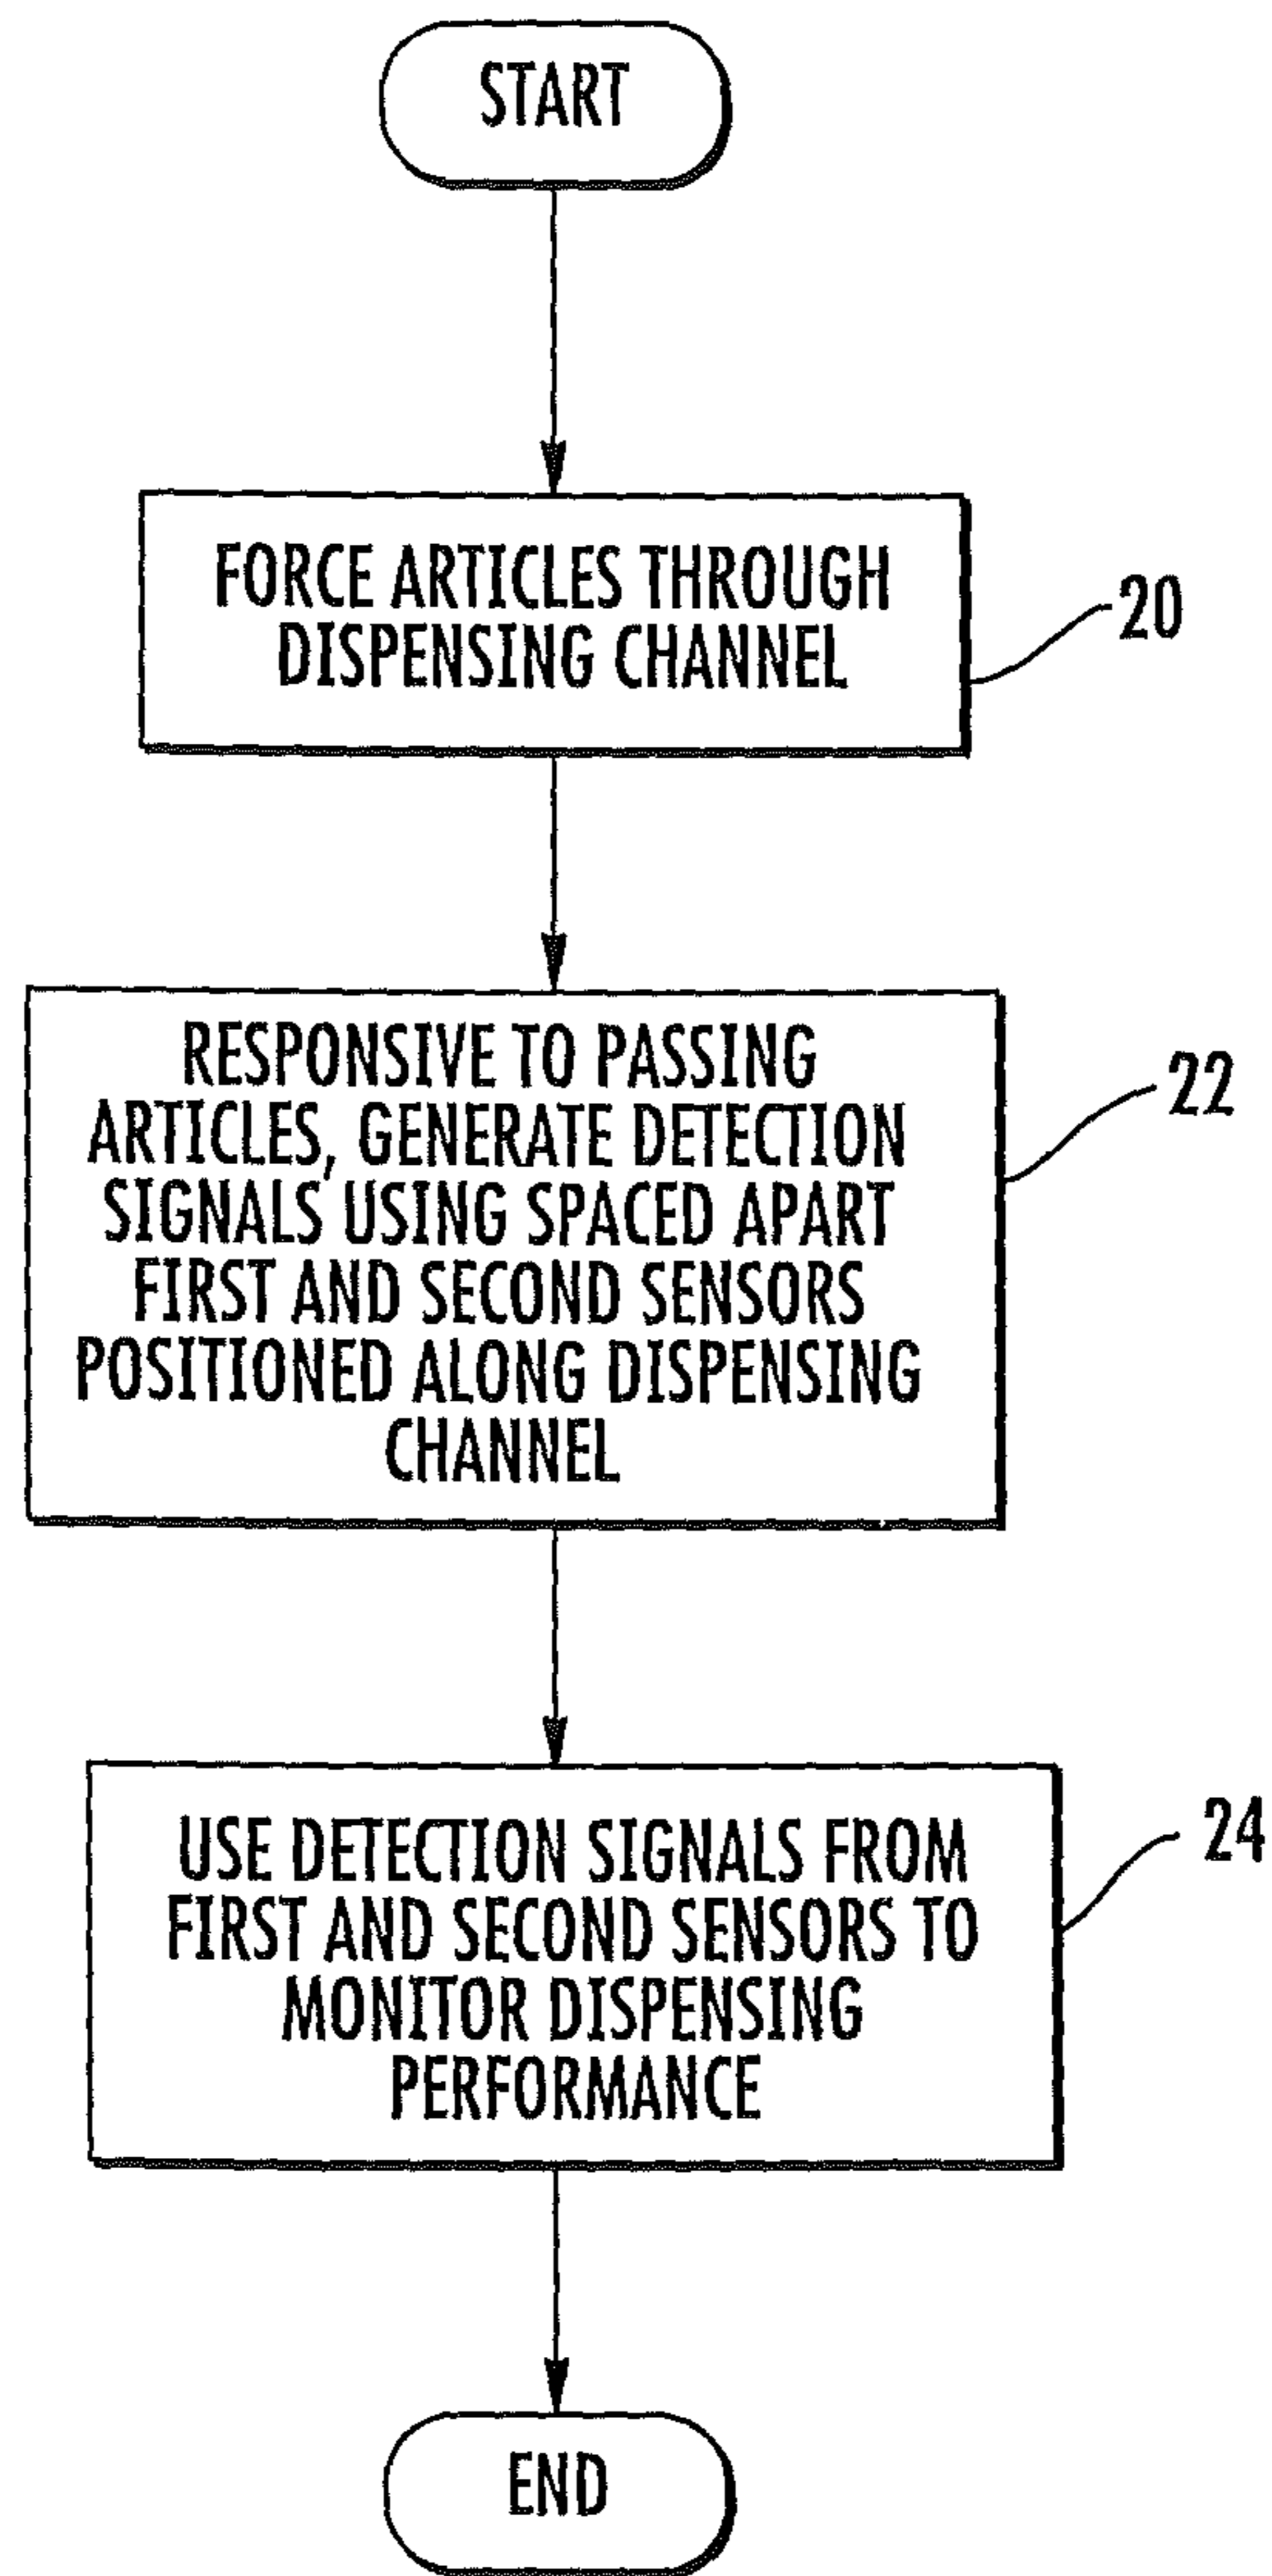 START
FORCE ARTICLES THROUGH
DISPENSING CHANNEL
20
RESPONSIVE TO PASSING
ARTICLES, GENERATE DETECTION
SIGNALS USING SPACED APART
FIRST AND SECOND SENSORS
POSITIONED ALONG DISPENSING
CHANNEL
22
USE DETECTION SIGNALS FROM
FIRST AND SECOND SENSORS TO
MONITOR DISPENSING
PERFORMANCE
24
END